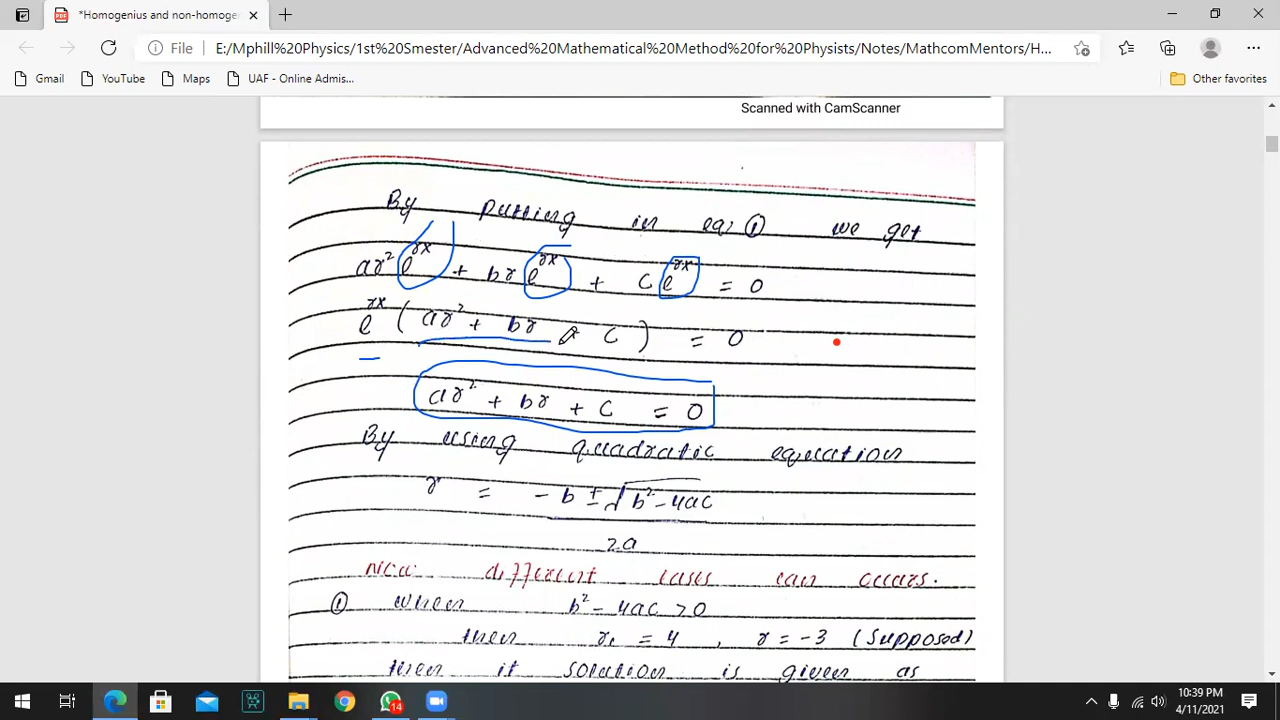 *Homogenius and non-homoge
File
E:/Mphill%20Physics/1st%20Smester/Advanced%20Mathematical%20Method%20for%20Physists/Notes/MathcomMentors/H...
Gmail YouTube Maps UAF - Online Admis... Other favorites
Scanned with CamScanner
By putting in eq: ① we get
ar² e^rx + br e^rx + C e^rx = 0
e^rx ( ar² + br + C ) = 0
ar² + br + C = 0
By using quadratic equation
r = - b ± √b² - 4ac
2a
different cases can occurs.
① when b² - 4ac > 0
then r₁ = 4 , r = -3 (Supposed)
then it solution is given as
14
10:39 PM
4/11/2021